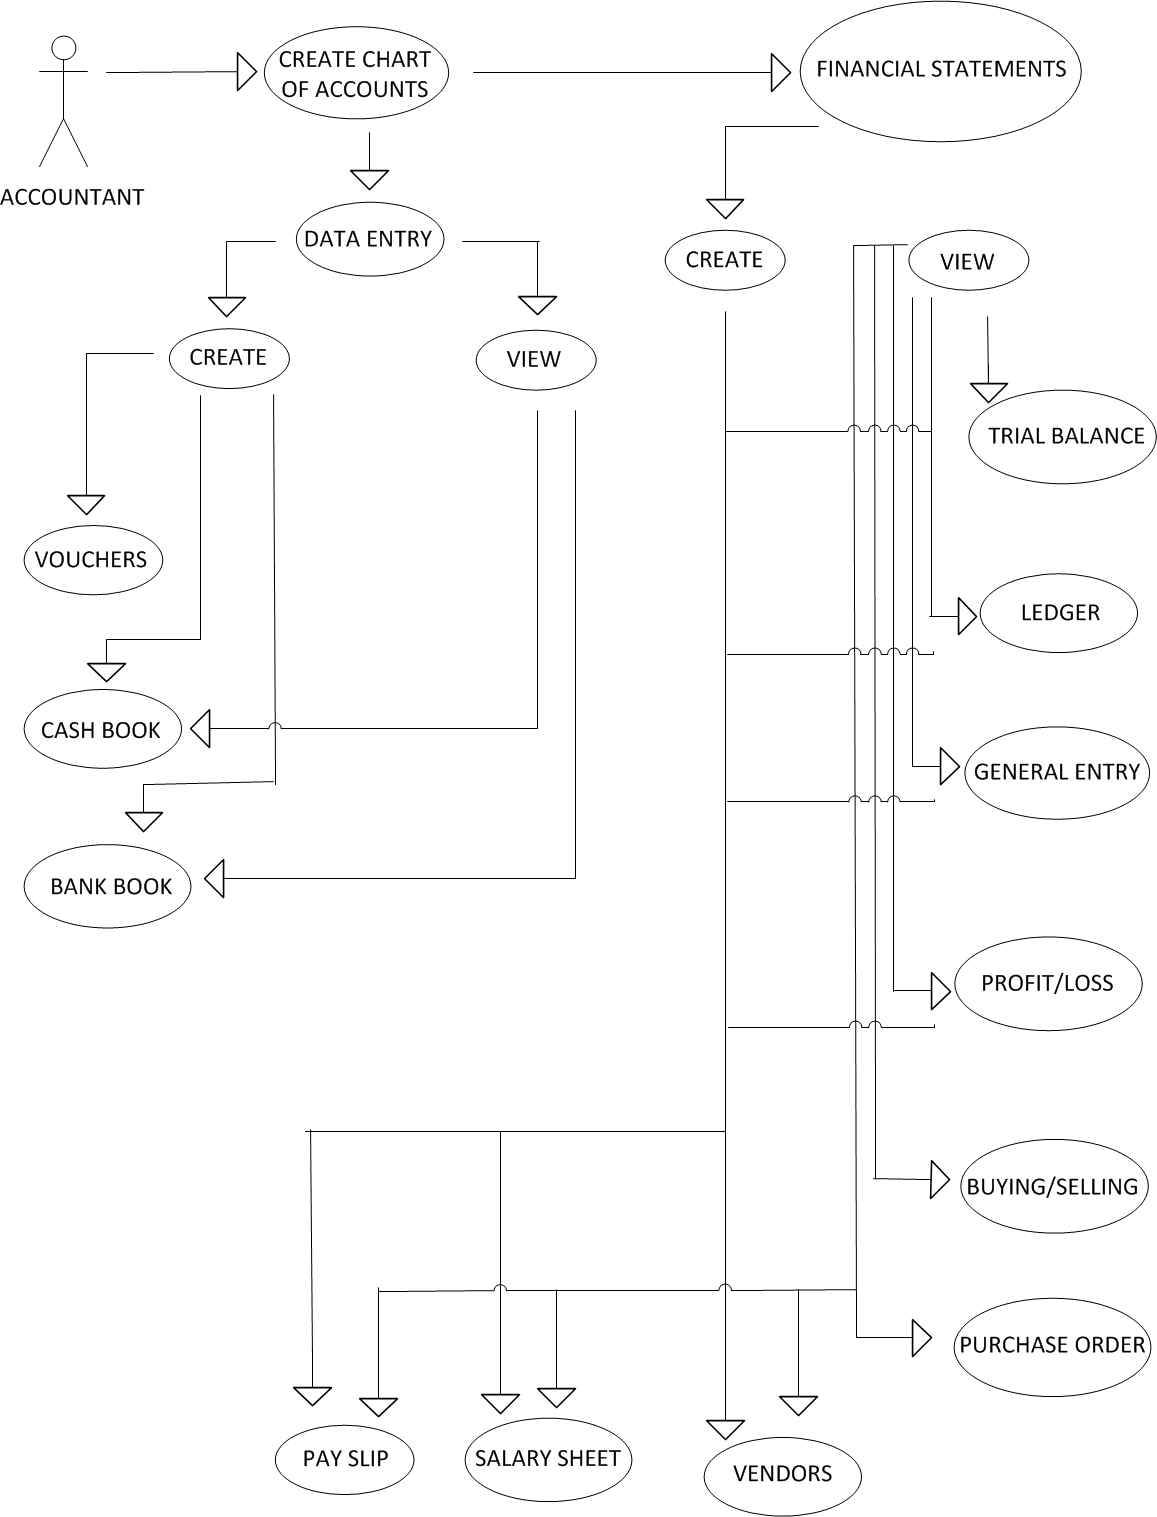 CREATE CHART
OF ACCOUNTS
FINANCIAL STATEMENTS
ACCOUNTANT
DATA ENTRY
CREATE
VIEW
CREATE
VIEW
TRIAL BALANCE
VOUCHERS
LEDGER
CASH BOOK
GENERAL ENTRY
BANK BOOK
PROFIT/LOSS
BUYING/SELLING
PURCHASE ORDER
PAY SLIP
SALARY SHEET
VENDORS